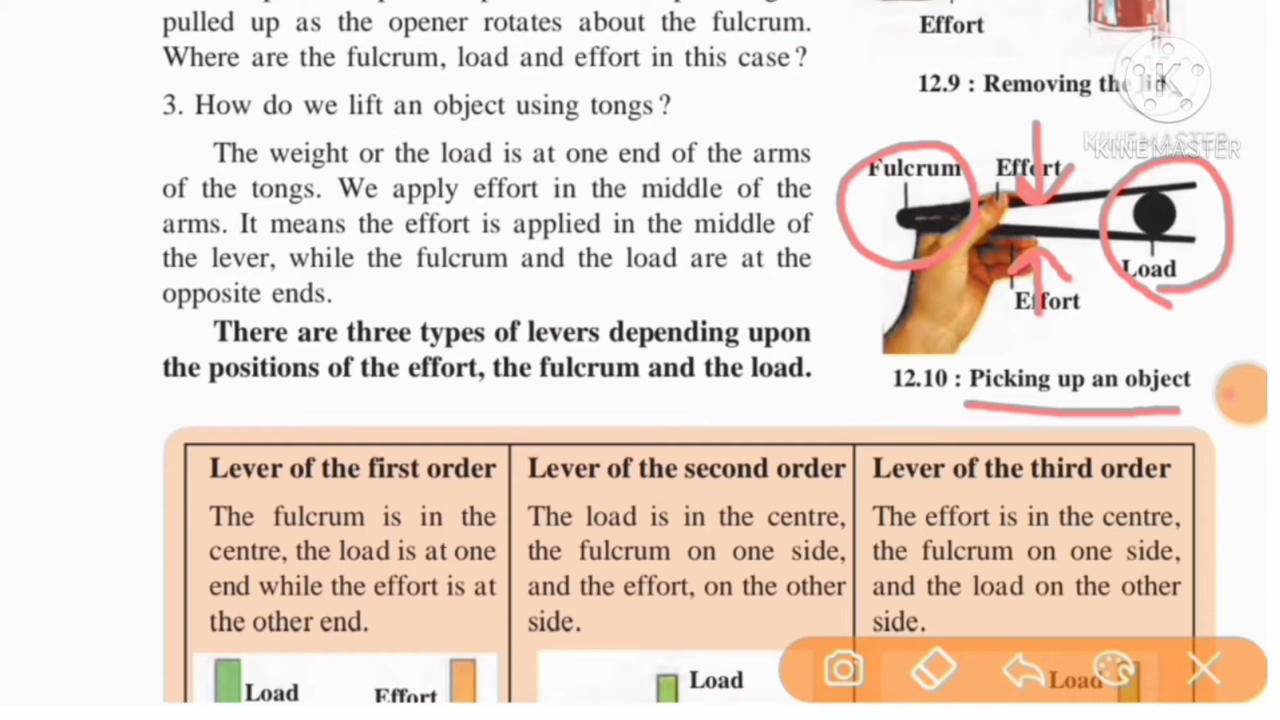 pulled up as the opener rotates about the fulcrum.
Where are the fulcrum, load and effort in this case?
3. How do we lift an object using tongs?
The weight or the load is at one end of the arms
of the tongs. We apply effort in the middle of the
arms. It means the effort is applied in the middle of
the lever, while the fulcrum and the load are at the
opposite ends.
There are three types of levers depending upon
the positions of the effort, the fulcrum and the load.
Effort
12.9 : Removing the lid
KINEMASTER
KINEMASTER
Fulcrum
Effort
Load
Effort
12.10 : Picking up an object
Lever of the first order
The fulcrum is in the
centre, the load is at one
end while the effort is at
the other end.
Load
Effort
Lever of the second order
The load is in the centre,
the fulcrum on one side,
and the effort, on the other
side.
Load
Lever of the third order
The effort is in the centre,
the fulcrum on one side,
and the load on the other
side.
Load